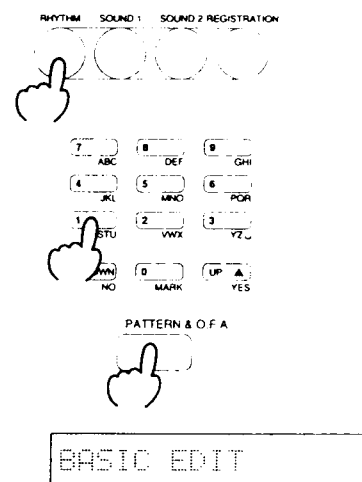 RHYTHM SOUND 1 SOUND 2 REGISTRATION
7 8 9
ABC DEF GHI
4 5 6
JKL MNO PQR
1 2 3
STU VWX YZ
0 UP ▲
NO MARK YES
PATTERN & O.F.A
BASIC EDIT